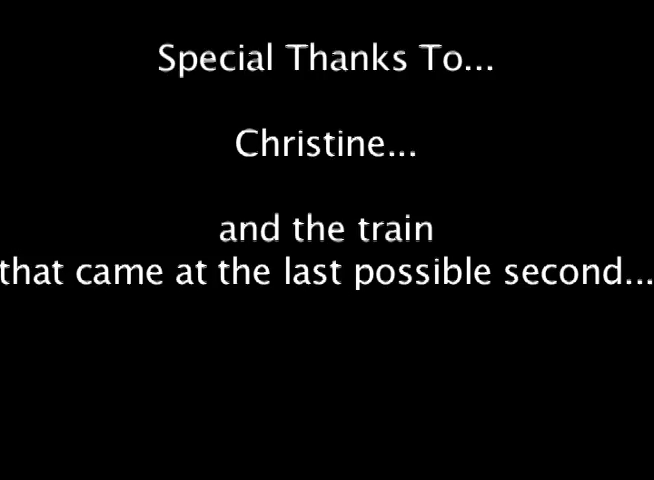 Special Thanks To...
Christine...
and the train
that came at the last possible second...